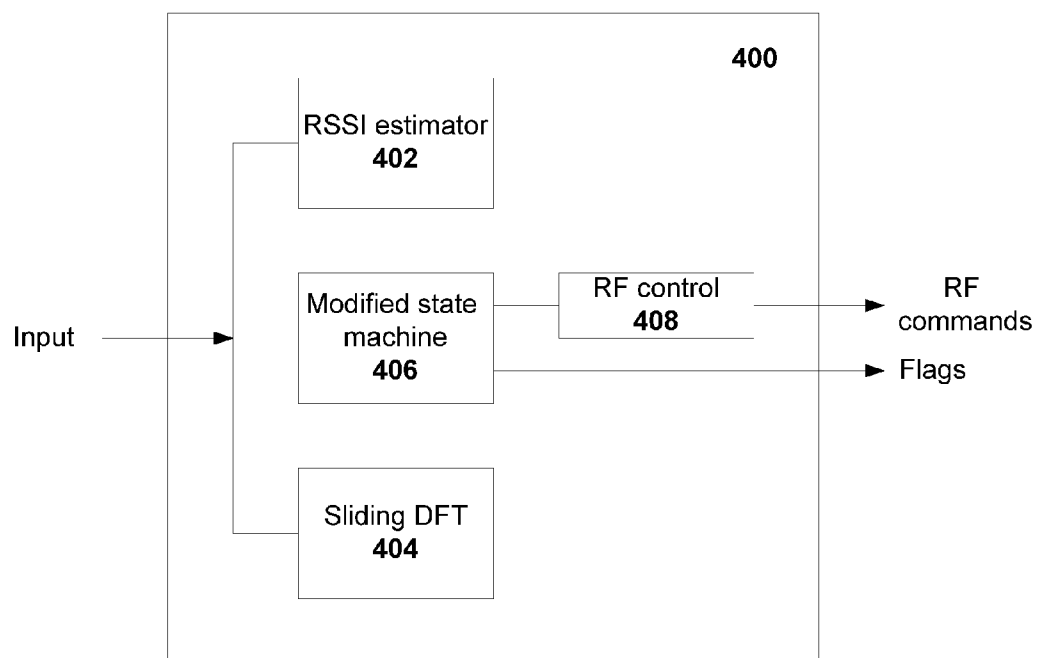 400
RSSI estimator
402
Modified state
machine
406
RF control
408
RF
commands
Input
Flags
Sliding DFT
404